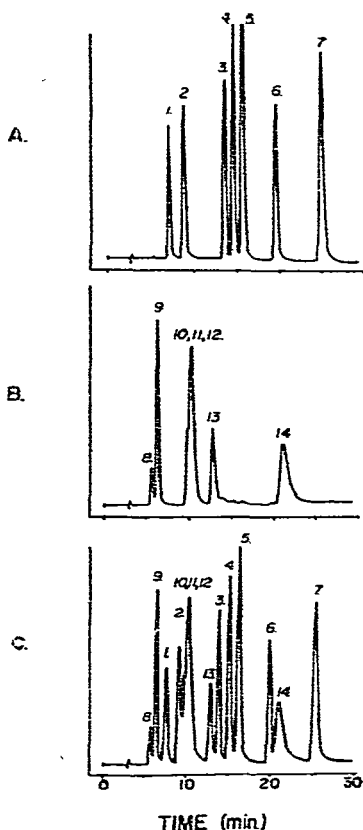 A.
1. 2. 3. 4. 5. 6. 7.
B.
8. 9. 10,11,12. 13. 14.
C.
8. 9. 1. 2. 10,11,12 13. 3. 4. 5. 6. 14. 7.
0 10 20 30
TIME (min.)